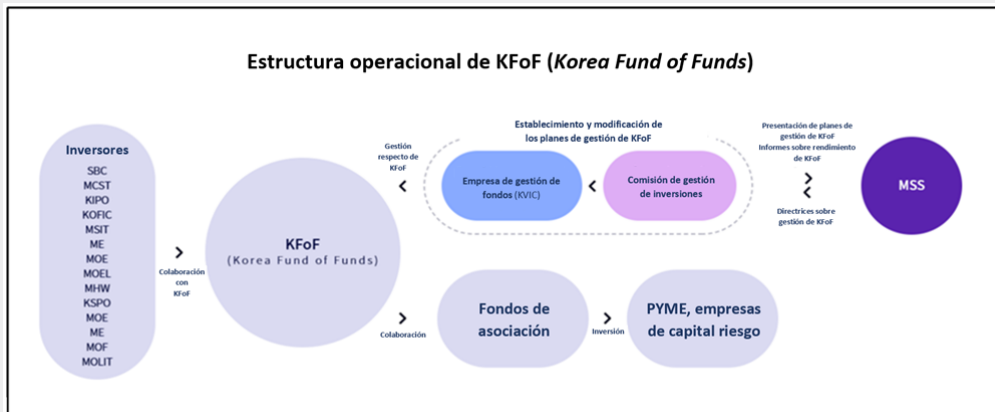 Estructura operacional de KFoF (Korea Fund of Funds)
Inversores
SBC
MCST
KIPO
KOFIC
MSIT
ME
MOE
MOEL
MHW
KSPO
MOE
ME
MOF
MOLIT
Colaboración
con
KFoF
KFoF
(Korea Fund of Funds)
Gestión
respecto de
KFoF
Establecimiento y modificación de
los planes de gestión de KFoF
Empresa de gestión de
fondos (KVIC)
Comisión de gestión
de inversiones
Presentación de planes de
gestión de KFoF
Informes sobre rendimiento
de KFoF
Directrices sobre
gestión de KFoF
MSS
Colaboración
Fondos de
asociación
Inversión
PYME, empresas
de capital riesgo